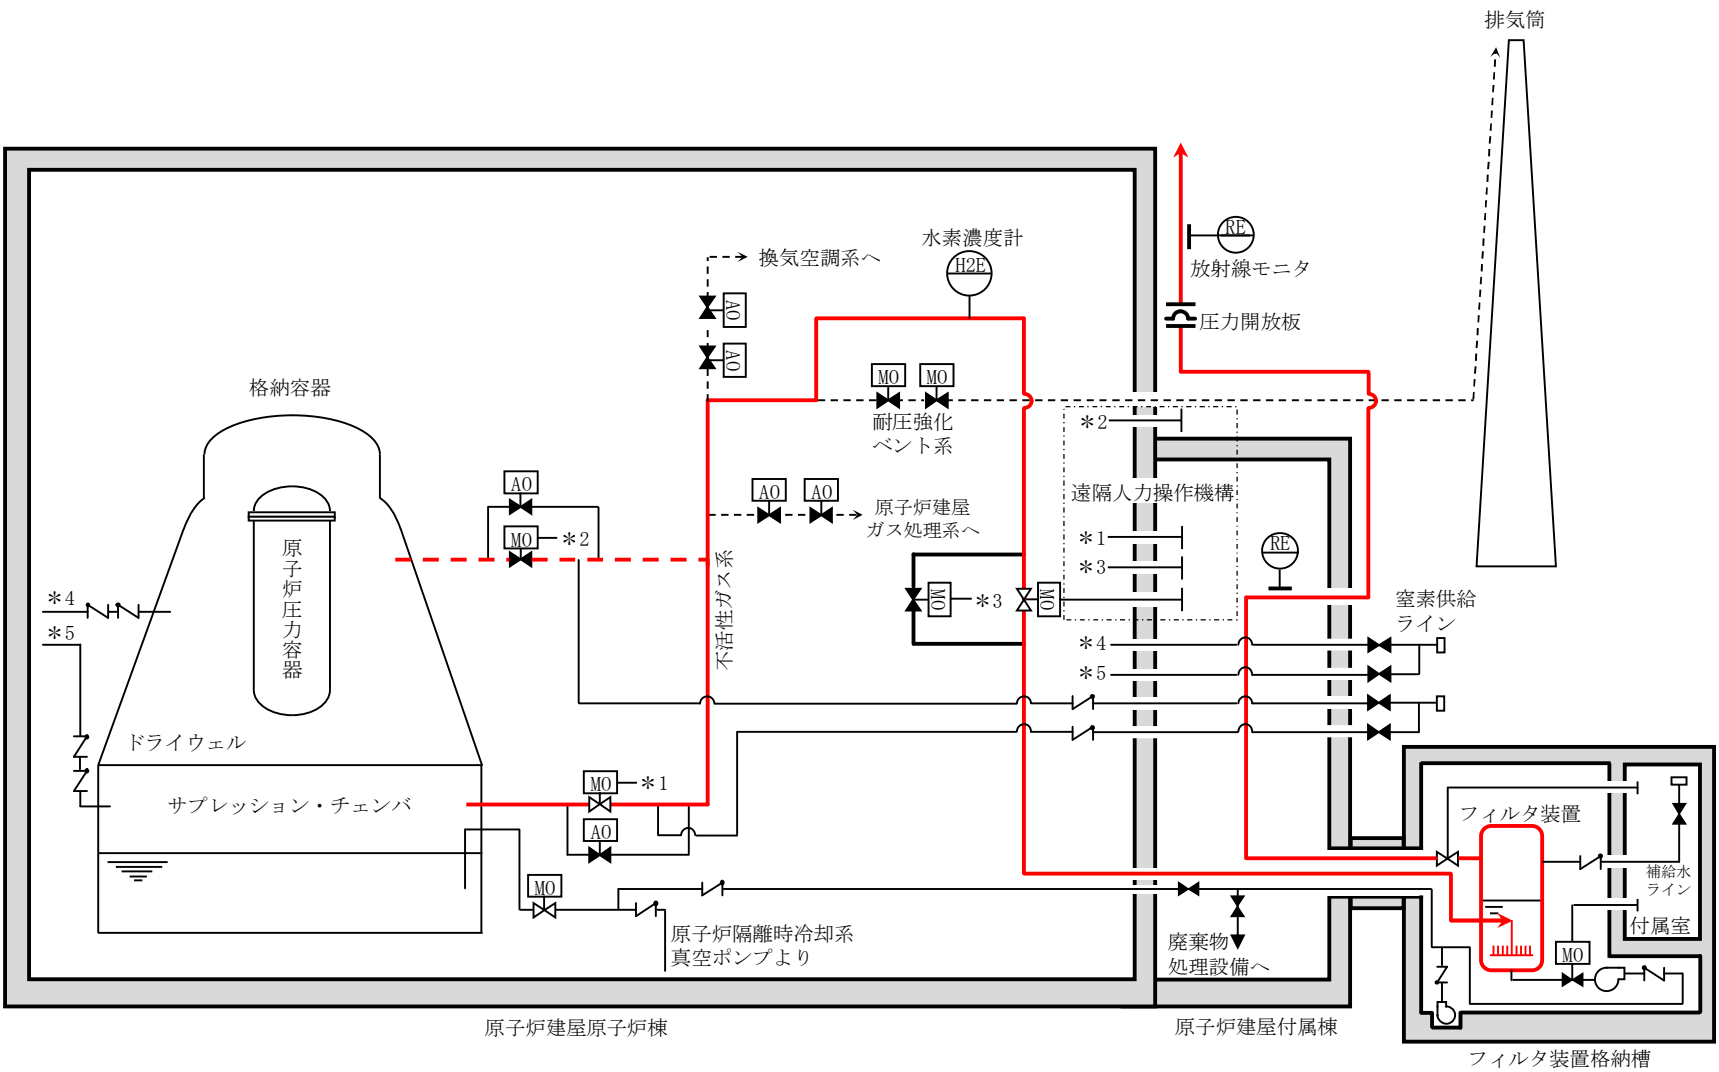 排気筒
水素濃度計
H2E
換気空調系へ
AO
AO
RE
放射線モニタ
圧力開放板
格納容器
MO
MO
耐圧強化
ベント系
＊2
遠隔人力操作機構
AO
MO
＊2
AO
AO
原子炉建屋
ガス処理系へ
原子炉圧力容器
不活性ガス系
＊1
＊3
RE
MO
＊3
MO
窒素供給
ライン
＊4
＊5
＊4
＊5
ドライウェル
サプレッション・チェンバ
MO
＊1
AO
MO
原子炉隔離時冷却系
真空ポンプより
廃棄物
処理設備へ
フィルタ装置
補給水
ライン
付属室
MO
原子炉建屋原子炉棟
原子炉建屋付属棟
フィルタ装置格納槽